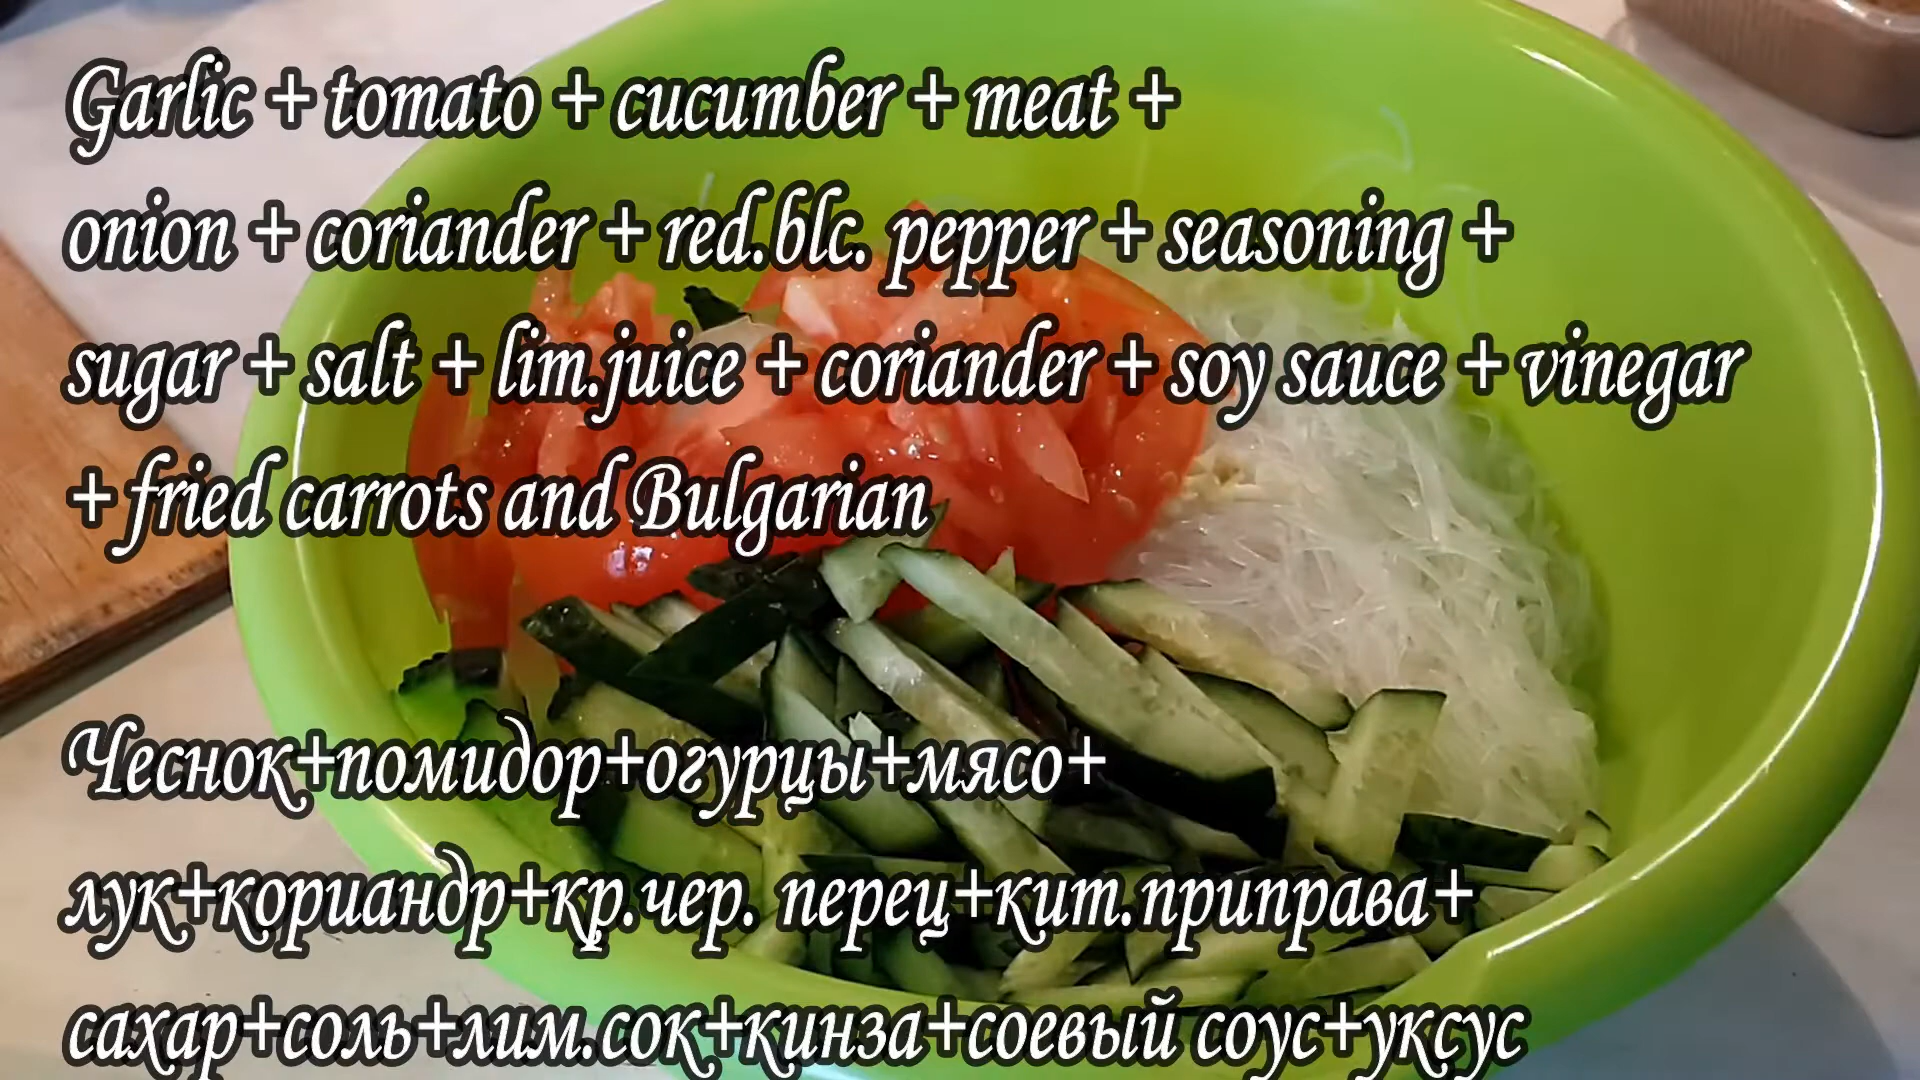 Garlic + tomato + cucumber + meat +
onion + coriander + red.blc. pepper + seasoning +
sugar + salt + lim.juice + coriander + soy sauce + vinegar
+ fried carrots and Bulgarian
Чеснок+помидор+огурцы+мясо+
лук+кориандр+кр.чер. перец+кит.приправа+
сахар+соль+лим.сок+кинза+соевый соус+уксус